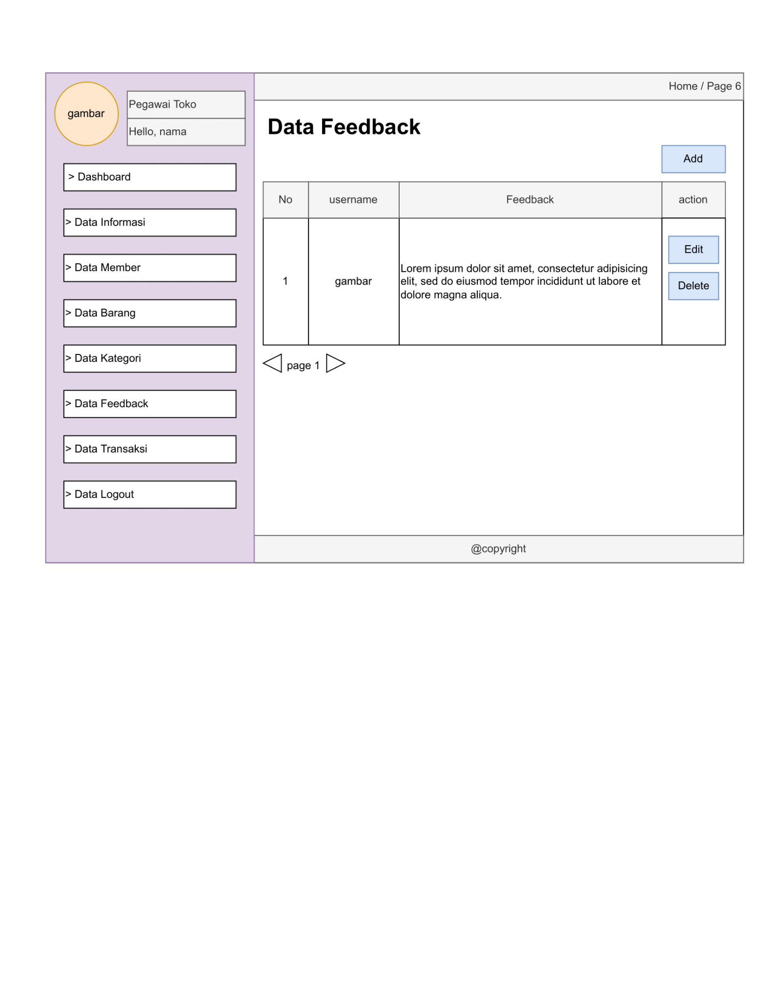 gambar
Pegawai Toko
Hello, nama
> Dashboard
> Data Informasi
> Data Member
> Data Barang
> Data Kategori
> Data Feedback
> Data Transaksi
> Data Logout
Home / Page 6
Data Feedback
Add
No username Feedback action
1 gambar
Lorem ipsum dolor sit amet, consectetur adipisicing
elit, sed do eiusmod tempor incididunt ut labore et
dolore magna aliqua.
Edit
Delete
page 1
@copyright